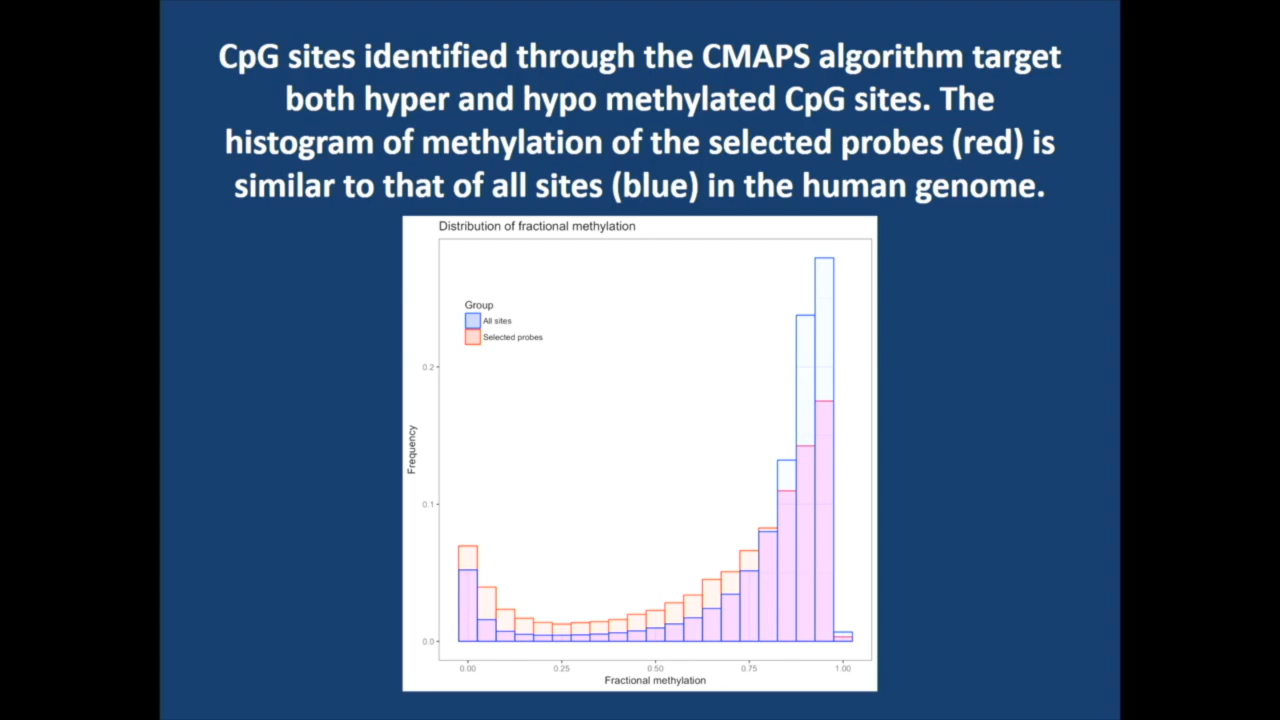 CpG sites identified through the CMAPS algorithm target
both hyper and hypo methylated CpG sites. The
histogram of methylation of the selected probes (red) is
similar to that of all sites (blue) in the human genome.
Distribution of fractional methylation
Group
All sites
Selected probes
0.2
0.1
0.0
Frequency
0.00 0.25 0.50 0.75 1.00
Fractional methylation